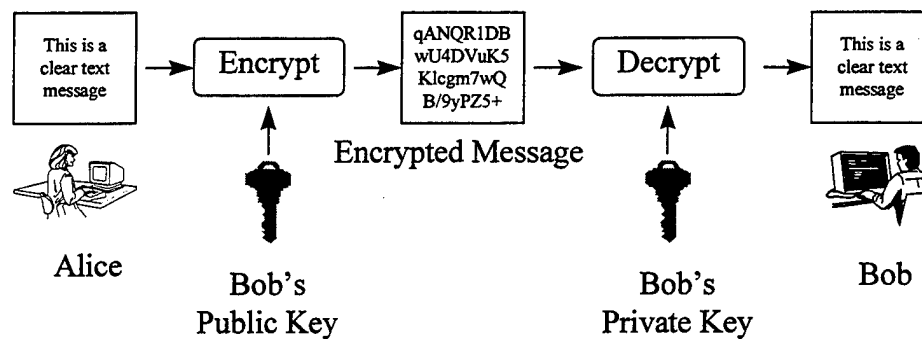 This is a
clear text
message
Encrypt
qANQR1DB
wU4DVuK5
Klcgm7wQ
B/9yPZ5+
Decrypt
This is a
clear text
message
Encrypted Message
Alice
Bob's
Public Key
Bob's
Private Key
Bob